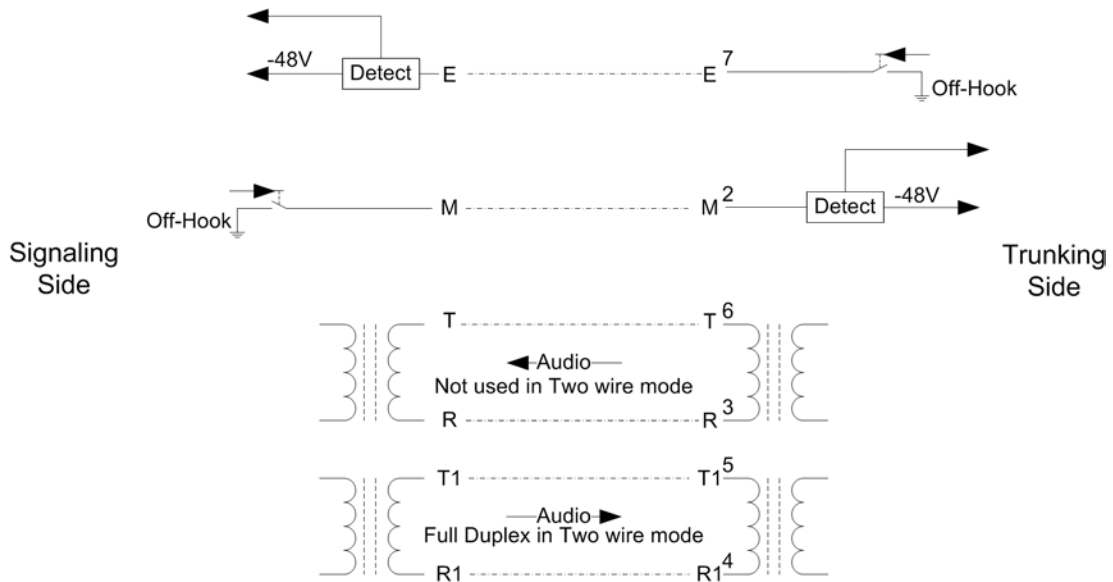 -48V
Detect
E
E
7
Off-Hook
Off-Hook
M
M
2
Detect
-48V
Signaling
Side
Trunking
Side
T
T
6
Audio
Not used in Two wire mode
R
R
3
T1
T1
5
Audio
Full Duplex in Two wire mode
R1
R1
4